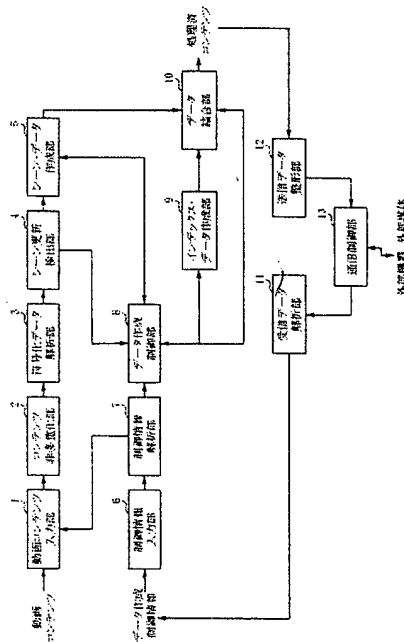 動画
コンテンツ
1
動画コンテンツ
入力部
2
コンテンツ
非多重化部
3
符号化データ
解析部
4
シーン更新
検出部
5
シーン・データ
作成部
データ作成
制御情報
6
制御情報
入力部
7
制御情報
解析部
8
データ作成
制御部
9
インデックス・
データ作成部
10
データ
結合部
処理済
コンテンツ
11
受信データ
解析部
12
送信データ
整形部
13
通信制御部
外部機器、外部媒体